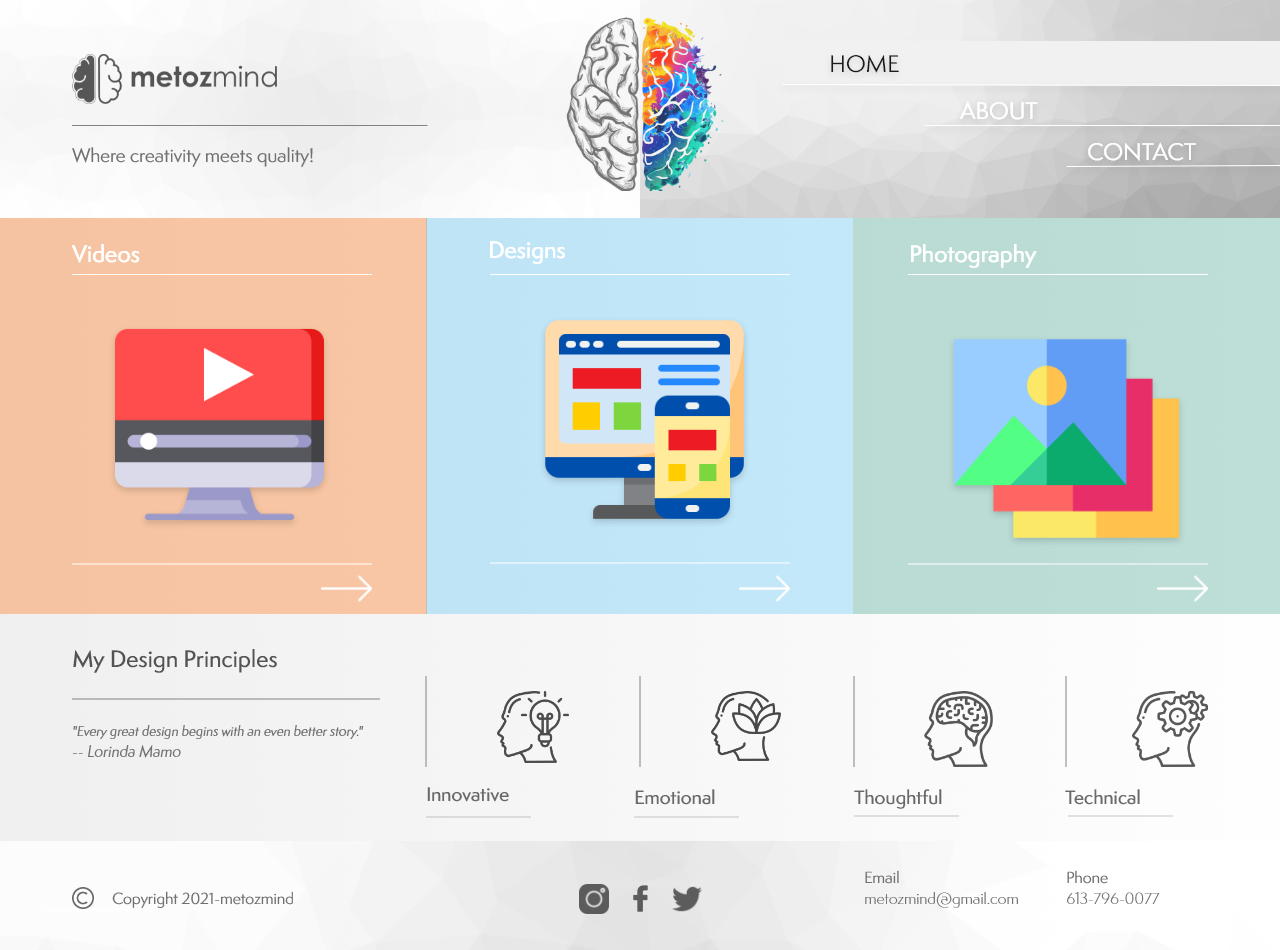 metozmind
Where creativity meets quality!
HOME
ABOUT
CONTACT
Videos
Designs
Photography
My Design Principles
"Every great design begins with an even better story."
-- Lorinda Mamo
Innovative
Emotional
Thoughtful
Technical
© Copyright 2021-metozmind
Email
metozmind@gmail.com
Phone
613-796-0077